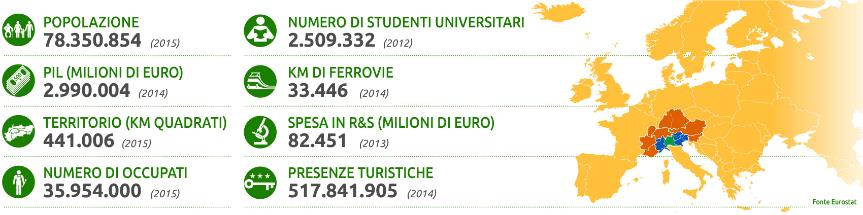 POPOLAZIONE
78.350.854 (2015)
PIL (MILIONI DI EURO)
2.990.004 (2014)
TERRITORIO (KM QUADRATI)
441.006 (2015)
NUMERO DI OCCUPATI
35.954.000 (2015)
NUMERO DI STUDENTI UNIVERSITARI
2.509.332 (2012)
KM DI FERROVIE
33.446 (2014)
SPESA IN R&S (MILIONI DI EURO)
82.451 (2013)
PRESENZE TURISTICHE
517.841.905 (2014)
Fonte Eurostat